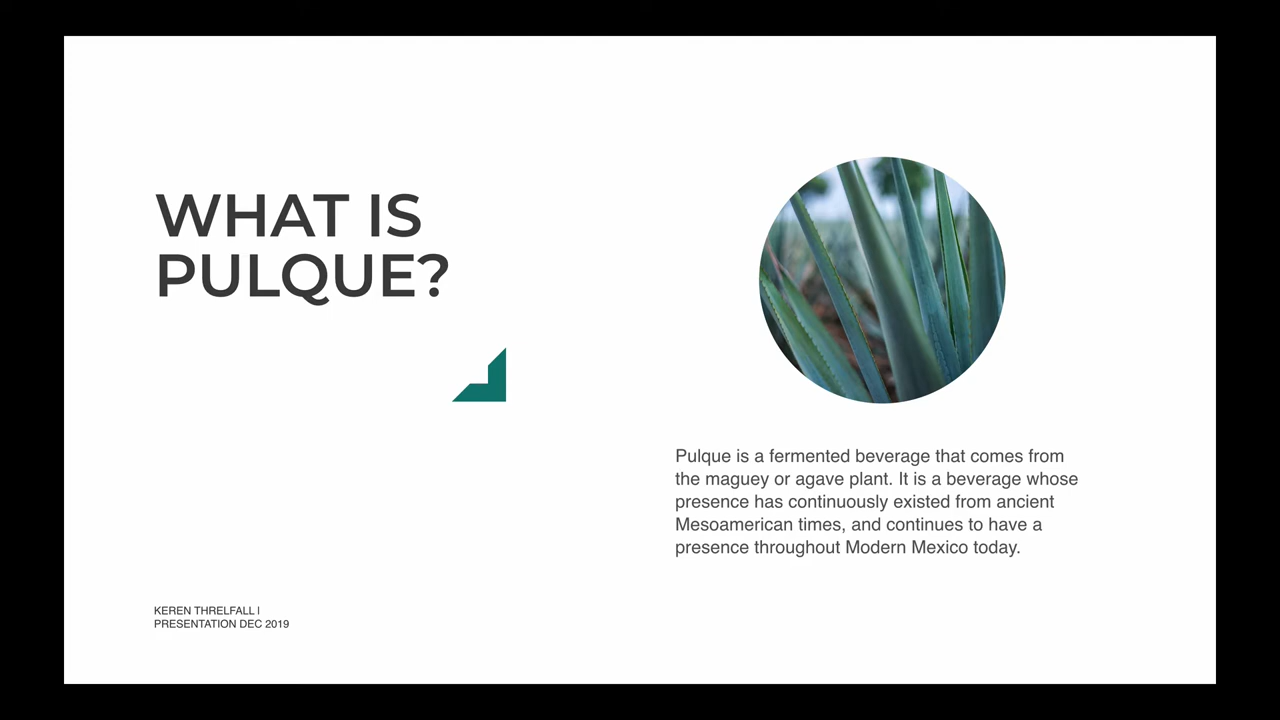 WHAT IS
PULQUE?
Pulque is a fermented beverage that comes from
the maguey or agave plant. It is a beverage whose
presence has continuously existed from ancient
Mesoamerican times, and continues to have a
presence throughout Modern Mexico today.
KEREN THRELFALL |
PRESENTATION DEC 2019